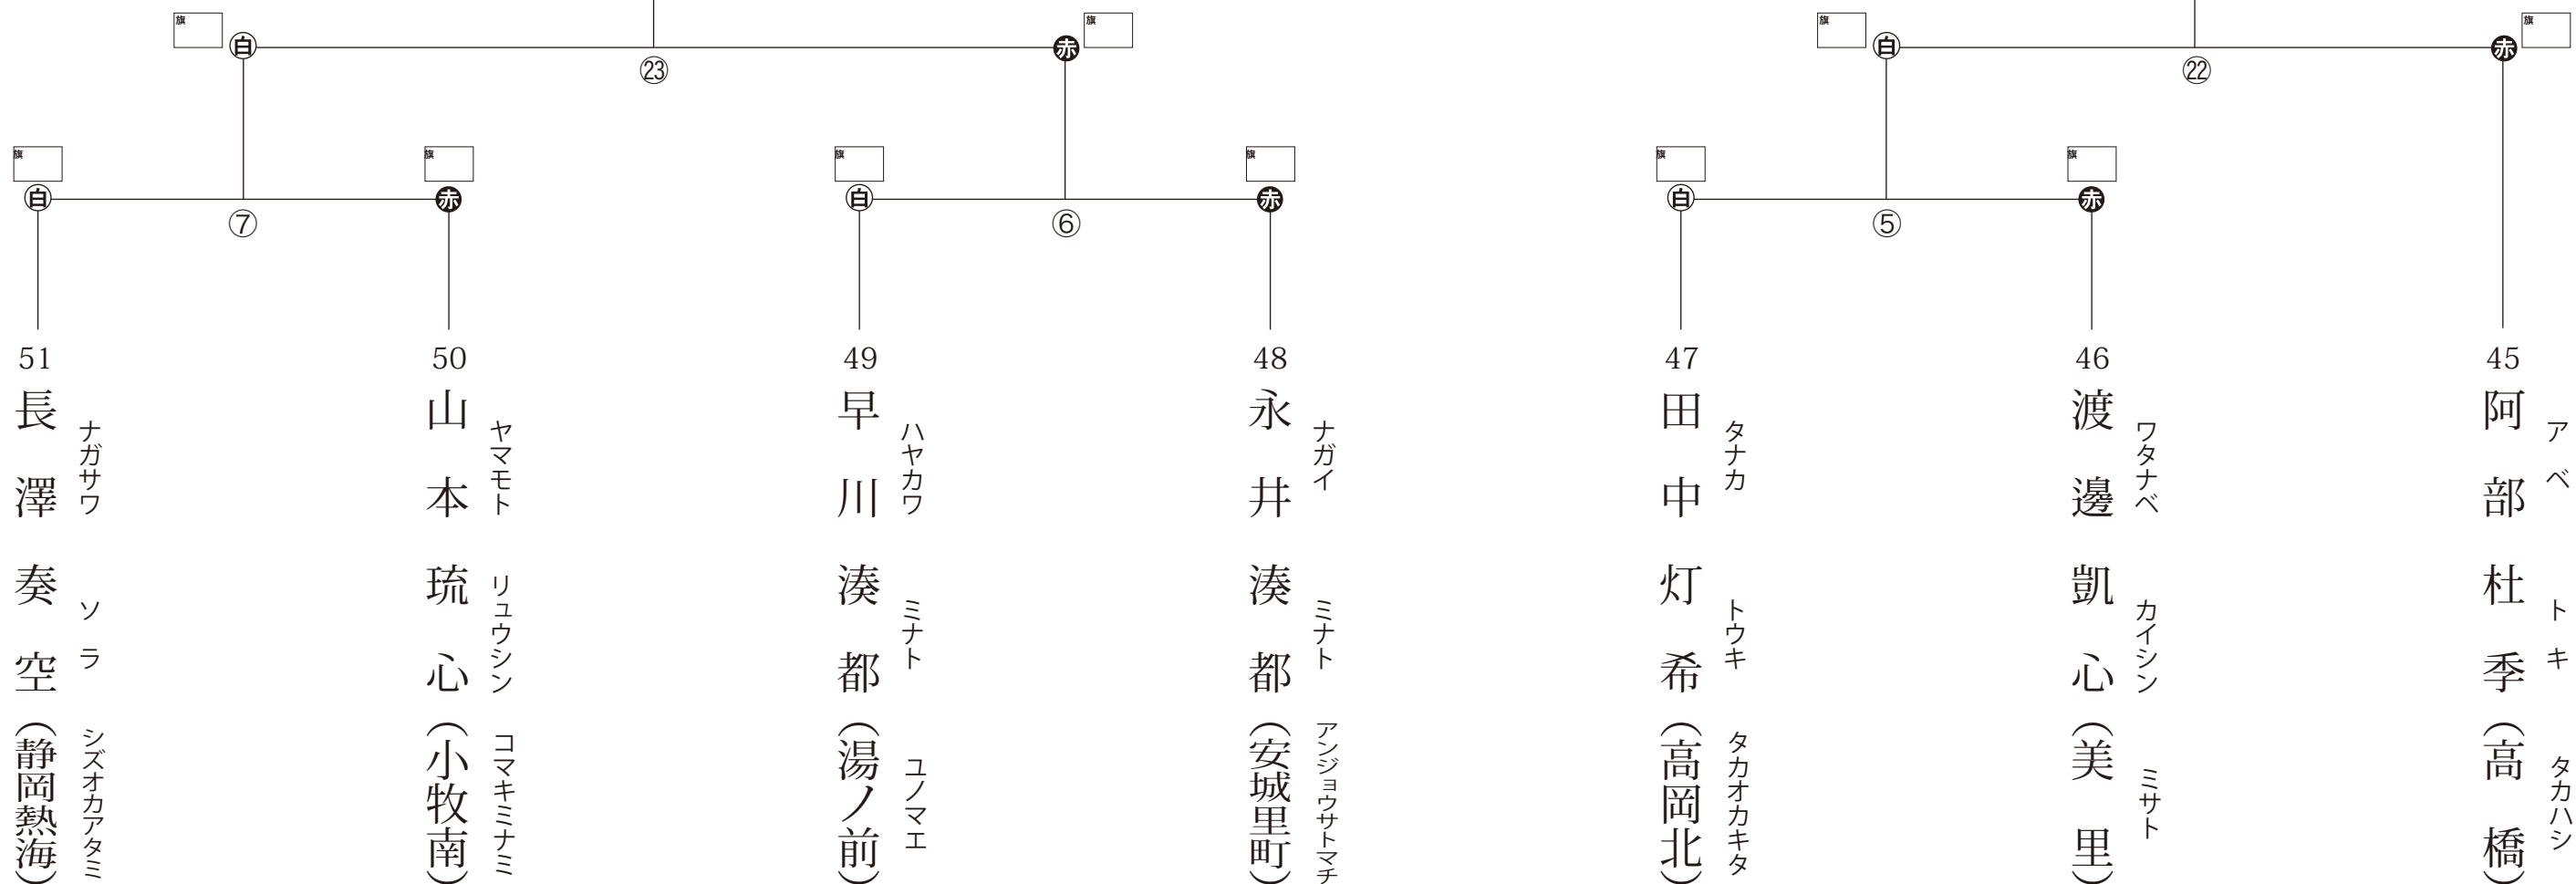 旗
白
㉓
赤
旗
旗
白
㉒
赤
旗
旗
白
⑦
旗
赤
旗
白
⑥
旗
赤
旗
白
⑤
旗
赤
45
阿部杜季(高橋)
アベ トキ タカハシ
46
渡邊凱心(美里)
ワタナベ カイシン ミサト
47
田中灯希(高岡北)
タナカ トウキ タカオカキタ
48
永井湊都(安城里町)
ナガイ ミナト アンジョウサトマチ
49
早川湊都(湯ノ前)
ハヤカワ ミナト ユノマエ
50
山本琉心(小牧南)
ヤマモト リュウシン コマキミナミ
51
長澤奏空(静岡熱海)
ナガサワ ソラ シズオカアタミ